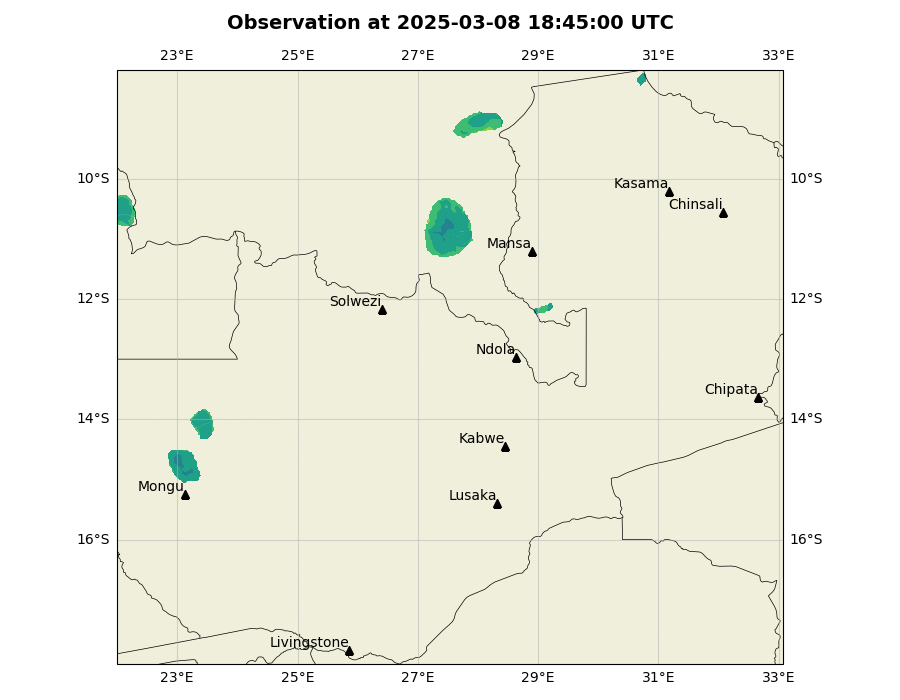 Observation at 2025-03-08 18:45:00 UTC
23°E 25°E 27°E 29°E 31°E 33°E
10°S 10°S
Kasama
Chinsali
Mansa
12°S 12°S
Solwezi
Ndola
Chipata
14°S 14°S
Kabwe
Mongu
Lusaka
16°S 16°S
Livingstone
23°E 25°E 27°E 29°E 31°E 33°E